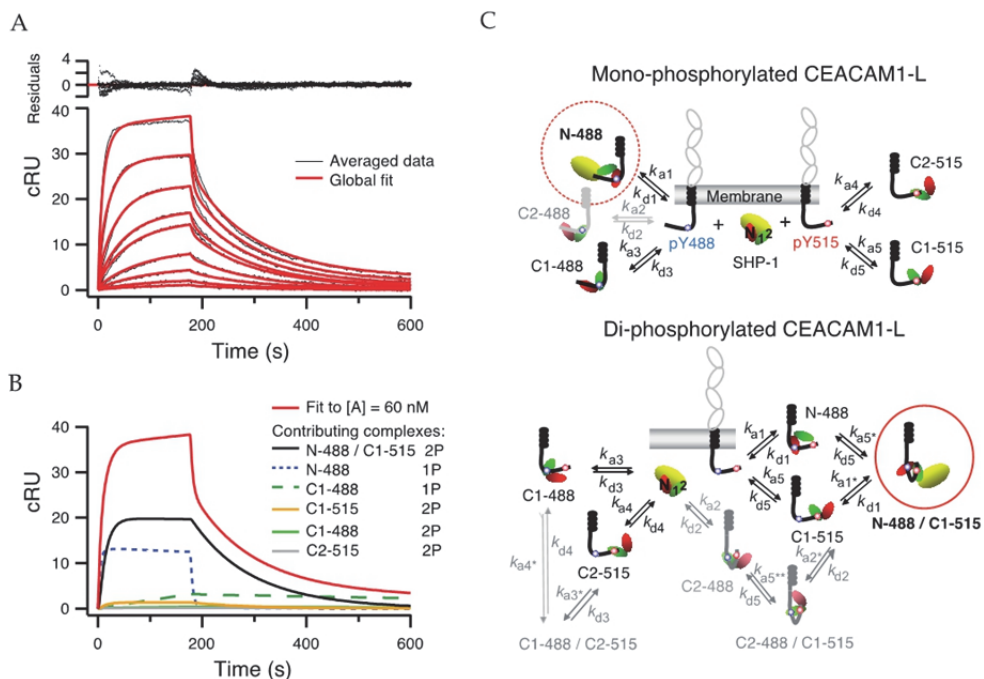 A
Residuals
4
2
0
40
30
20
10
0
cRU
Averaged data
Global fit
0
200
400
600
Time (s)
B
40
30
20
10
0
cRU
Fit to [A] = 60 nM
Contributing complexes:
N-488 / C1-515 2P
N-488 1P
C1-488 1P
C1-515 2P
C1-488 2P
C2-515 2P
0
200
400
600
Time (s)
C
Mono-phosphorylated CEACAM1-L
N-488
ka1
kd1
C2-488
ka2
kd2
ka3
kd3
C1-488
Membrane
pY488
+
N12
SHP-1
+
pY515
ka4
kd4
C2-515
ka5
kd5
C1-515
Di-phosphorylated CEACAM1-L
C1-488
ka3
kd3
N12
ka4
kd4
C2-515
kd4
ka4*
ka3*
kd3
C1-488 / C2-515
ka2
kd2
C2-488
ka5**
kd5
C2-488 / C1-515
ka2*
kd2
ka1
kd1
N-488
ka5
kd5
C1-515
ka5*
kd5
ka1*
kd1
N-488 / C1-515